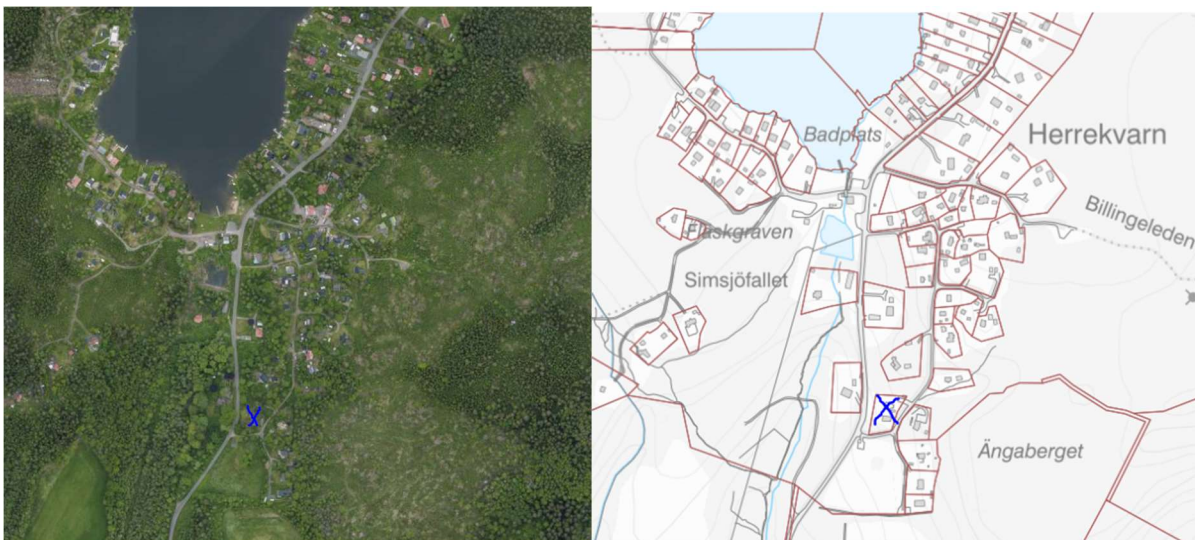 Badplats
Herrekvarn
Billingeleden
Fläskgraven
Simsjöfallet
Ängaberget